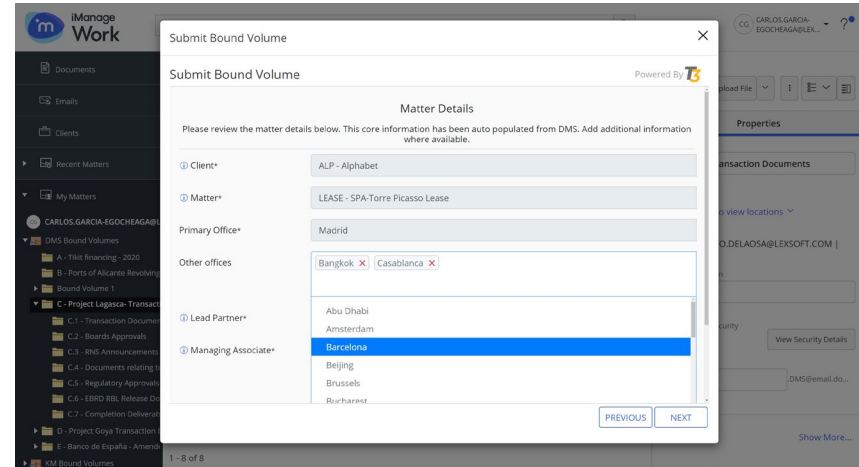 iManage
Work
CG
CARLOS.GARCIA-
EGOCHEAGA@LEX...
?
Documents
Emails
Clients
Recent Matters
My Matters
CG
CARLOS.GARCIA-EGOCHEAGA@L
DMS Bound Volumes
A - Tikit financing - 2020
B - Ports of Alicante Revolving
Bound Volume 1
C - Project Lagasca- Transact
C.1 - Transaction Documen
C.2 - Boards Approvals
C.3 - RNS Announcements
C.4 - Documents relating to
C.5 - Regulatory Approvals
C.6 - EBRD RBL Release Do
C.7 - Completion Deliverab
D - Project Goya Transaction
E - Banco de España - Amend
KM Bound Volumes
Submit Bound Volume
Submit Bound Volume
Powered By T3
Matter Details
Please review the matter details below. This core information has been auto populated from DMS. Add additional information
where available.
Client*
ALP - Alphabet
Matter*
LEASE - SPA-Torre Picasso Lease
Primary Office*
Madrid
Other offices
Bangkok Casablanca
Lead Partner*
Managing Associate*
Abu Dhabi
Amsterdam
Barcelona
Beijing
Brussels
Bucharest
PREVIOUS NEXT
1 - 8 of 8
pload File
Properties
ansaction Documents
o view locations
O.DELAOSA@LEXSOFT.COM |
n
curity
View Security Details
.DMS@email.do...
Show More...